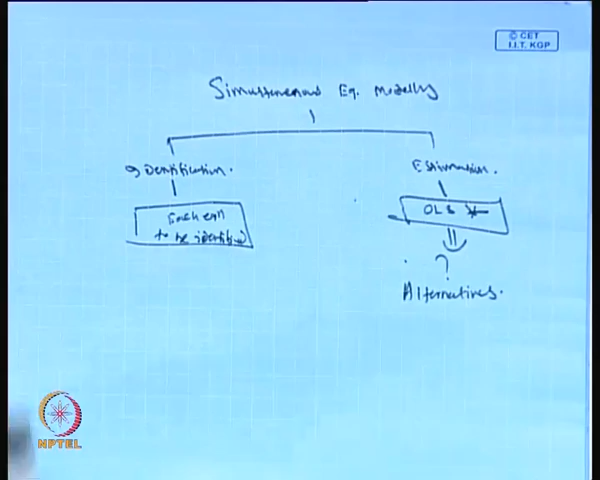 © CET
I.I.T. KGP
Simultaneous Eq. Modelling
Identification.
Estimation.
Each eqn
to be identified
OLS
?
Alternatives.
NPTEL